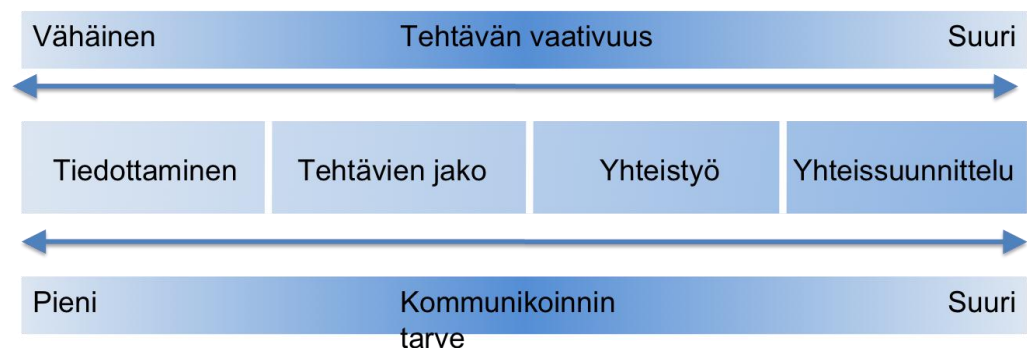 Vähäinen Tehtävän vaativuus Suuri
Tiedottaminen Tehtävien jako Yhteistyö Yhteissuunnittelu
Pieni Kommunikoinnin Suuri
tarve